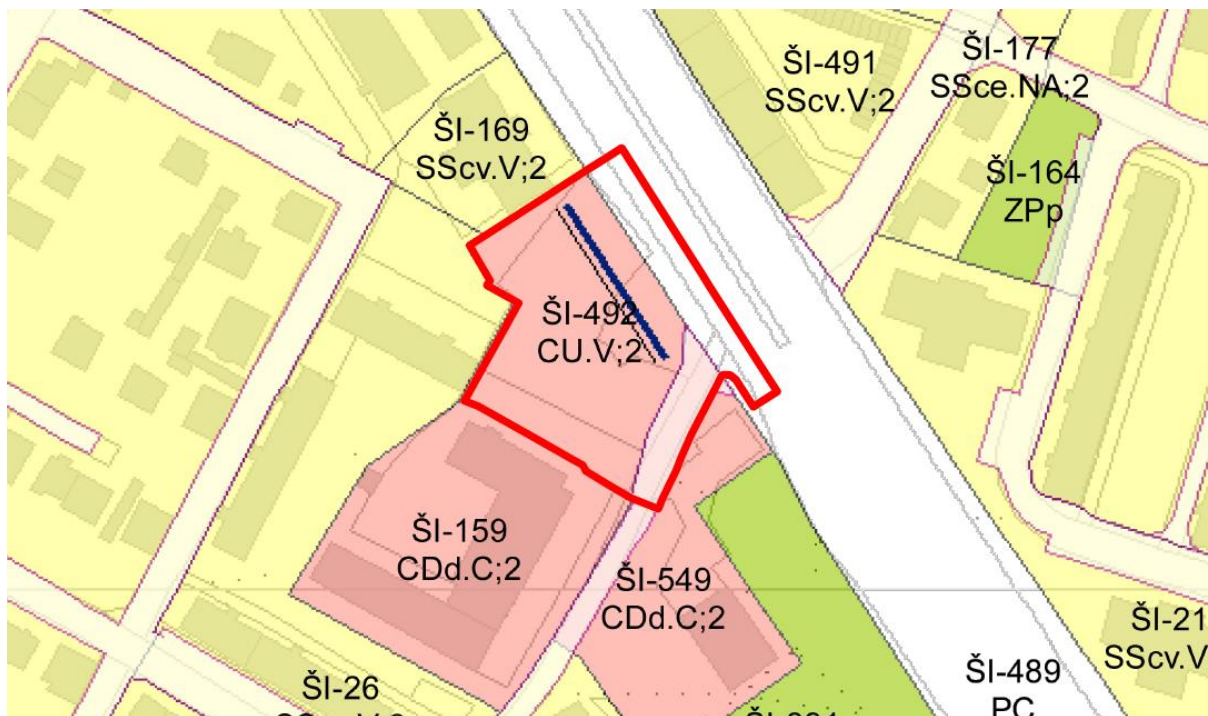 ŠI-177
SSce.NA;2
ŠI-491
SScv.V;2
ŠI-169
SScv.V;2
ŠI-164
ZPp
ŠI-492
CU.V;2
ŠI-159
CDd.C;2
ŠI-549
CDd.C;2
ŠI-21
SScv.V
ŠI-26
ŠI-489
PC